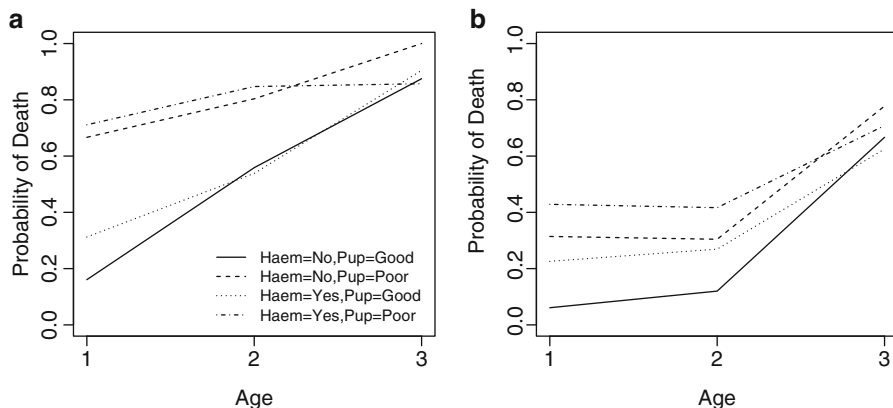 a
Probability of Death
1.0
0.8
0.6
0.4
0.2
0.0
Haem=No,Pup=Good
Haem=No,Pup=Poor
Haem=Yes,Pup=Good
Haem=Yes,Pup=Poor
1 2 3
Age
b
Probability of Death
1.0
0.8
0.6
0.4
0.2
0.0
1 2 3
Age